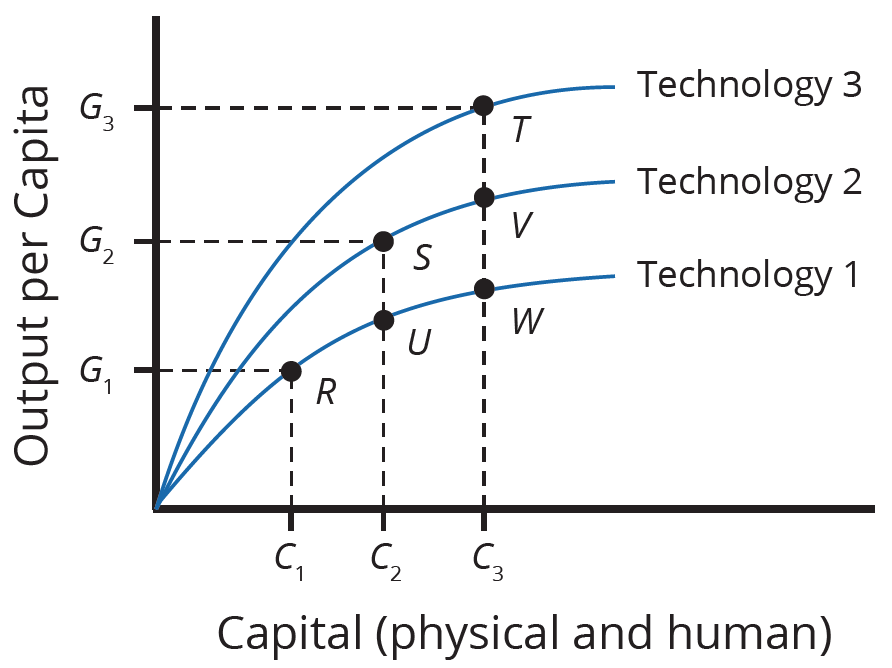 Output per Capita
G3
G2
G1
Technology 3
Technology 2
Technology 1
T
V
S
W
U
R
C1
C2
C3
Capital (physical and human)